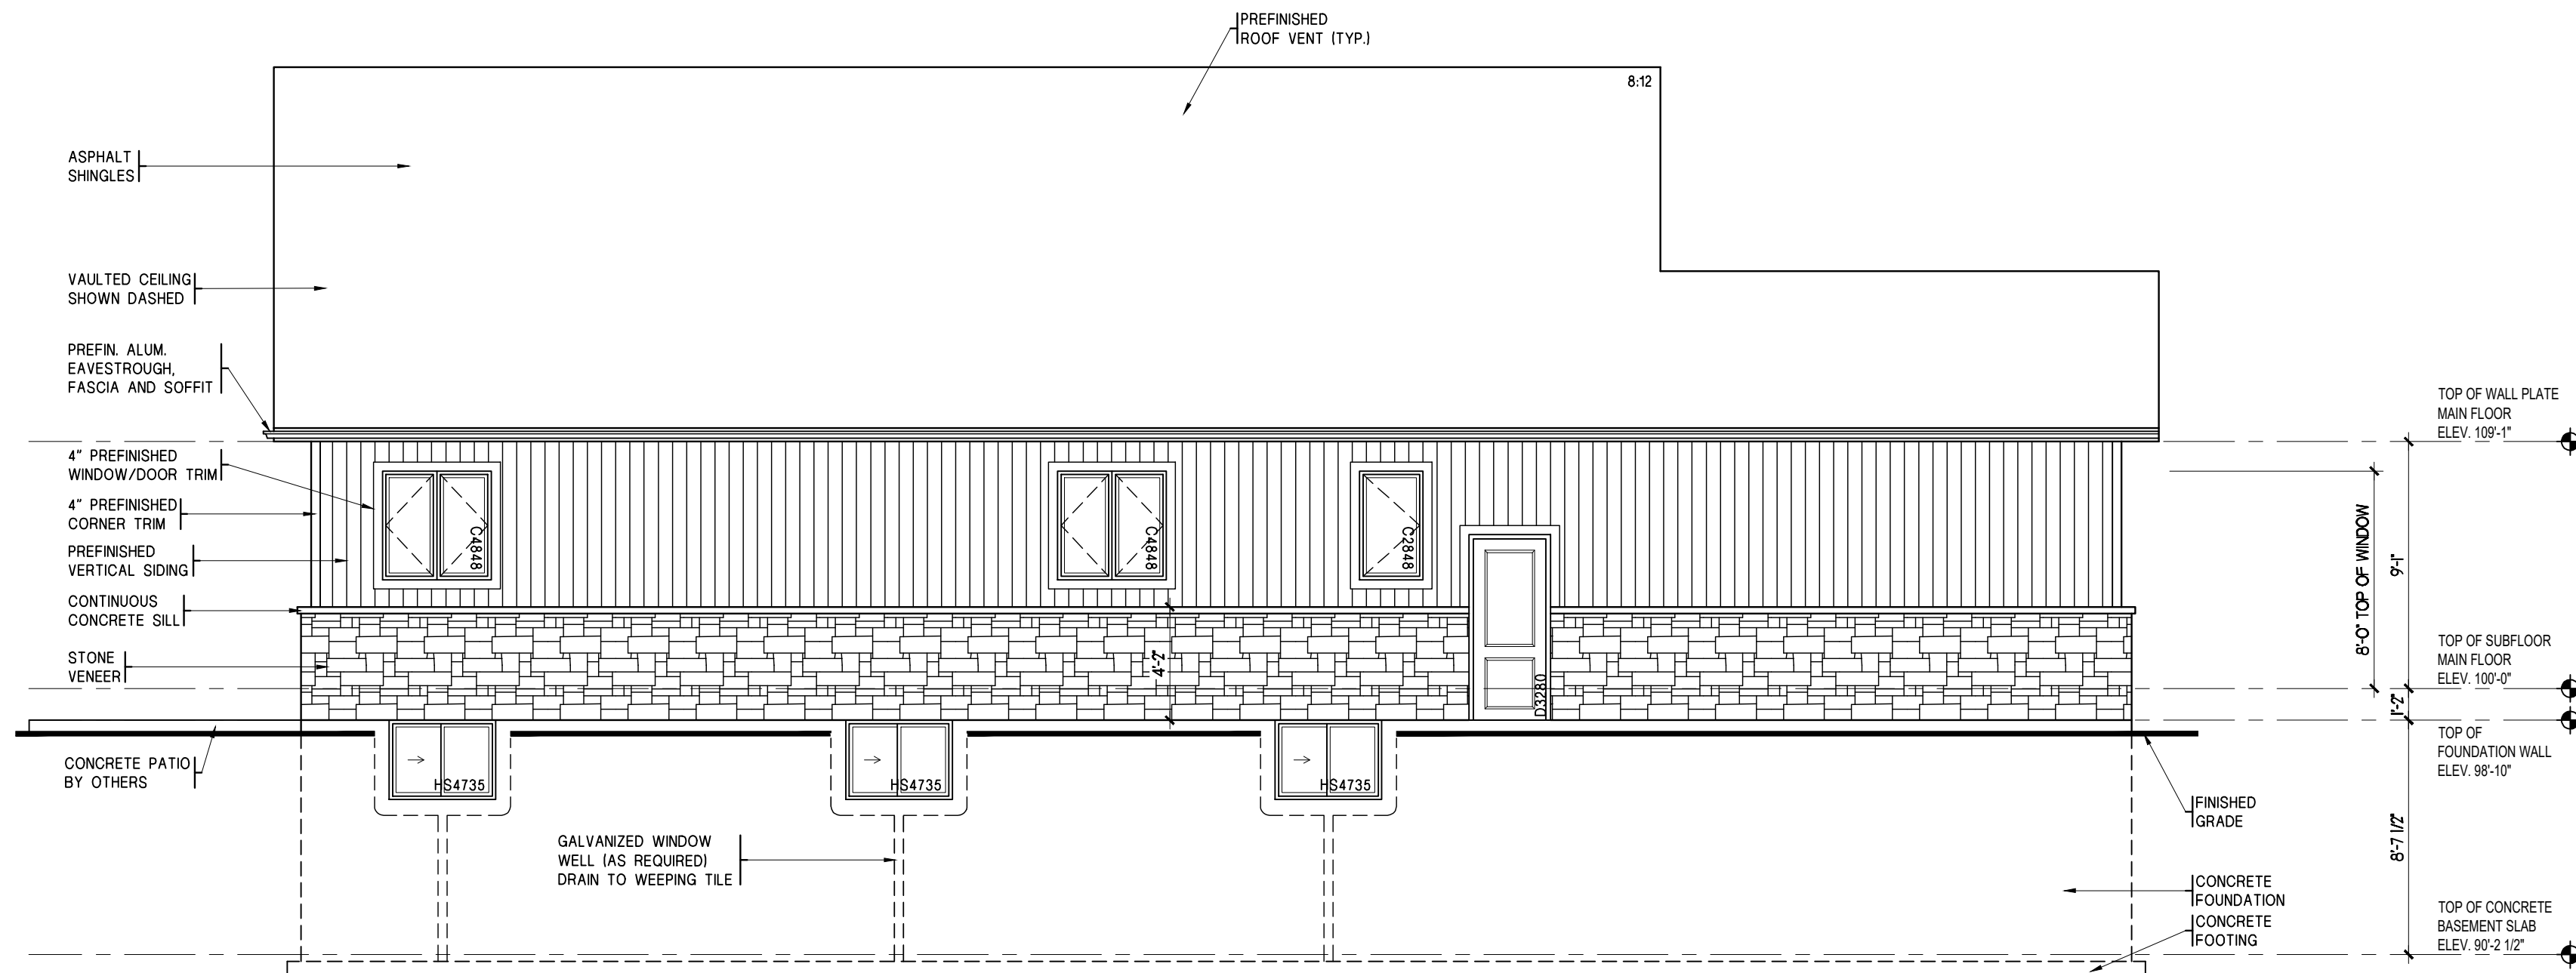 PREFINISHED
ROOF VENT (TYP.)
8:12
ASPHALT
SHINGLES
VAULTED CEILING
SHOWN DASHED
PREFIN. ALUM.
EAVESTROUGH,
FASCIA AND SOFFIT
4" PREFINISHED
WINDOW/DOOR TRIM
4" PREFINISHED
CORNER TRIM
PREFINISHED
VERTICAL SIDING
CONTINUOUS
CONCRETE SILL
STONE
VENEER
CONCRETE PATIO
BY OTHERS
C4848
C4848
C2848
D3280
4'-2"
HS4735
HS4735
HS4735
GALVANIZED WINDOW
WELL (AS REQUIRED)
DRAIN TO WEEPING TILE
FINISHED
GRADE
CONCRETE
FOUNDATION
CONCRETE
FOOTING
8'-0" TOP OF WINDOW
9'-1"
1'-2"
8'-7 1/2"
TOP OF WALL PLATE
MAIN FLOOR
ELEV. 109'-1"
TOP OF SUBFLOOR
MAIN FLOOR
ELEV. 100'-0"
TOP OF
FOUNDATION WALL
ELEV. 98'-10"
TOP OF CONCRETE
BASEMENT SLAB
ELEV. 90'-2 1/2"